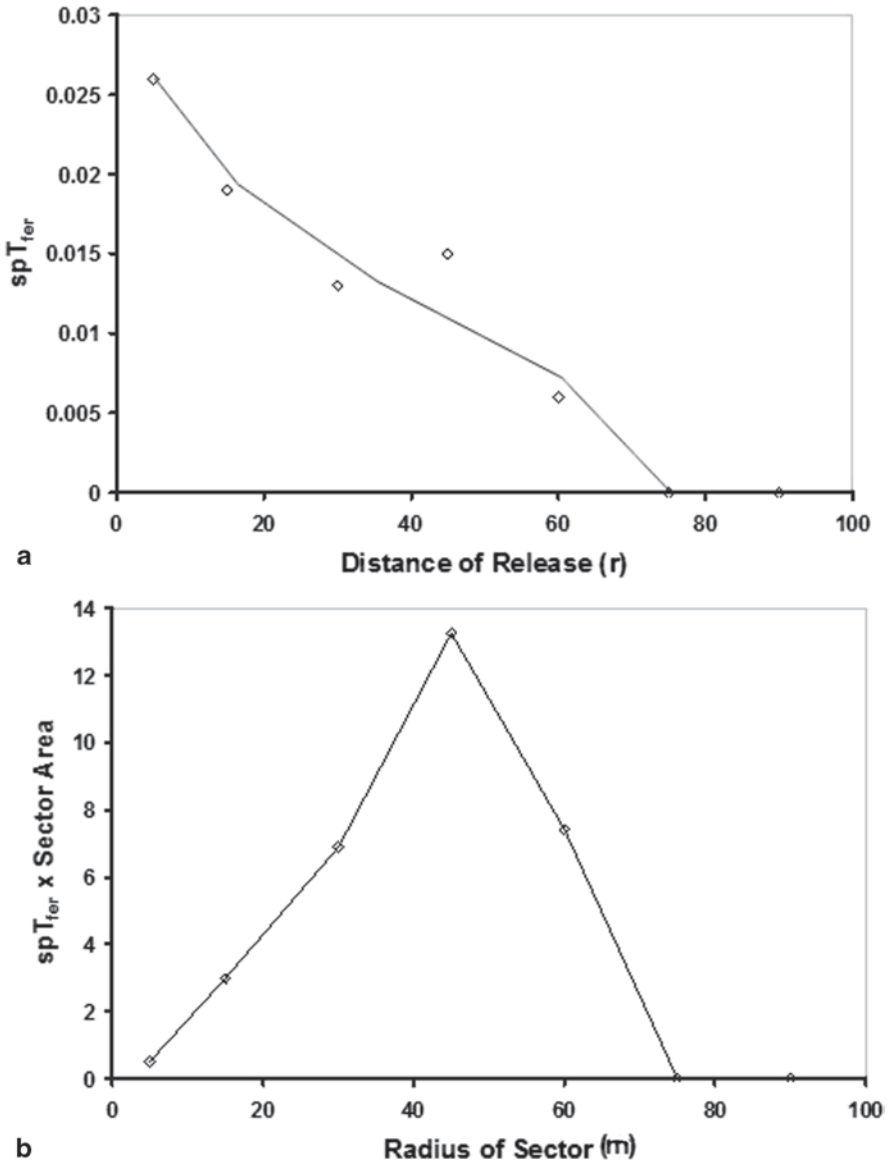 0.03
0.025
0.02
0.015
0.01
0.005
0
spTfer
0 20 40 60 80 100
a
Distance of Release (r)
14
12
10
8
6
4
2
0
spTfer x Sector Area
0 20 40 60 80 100
b
Radius of Sector (m)